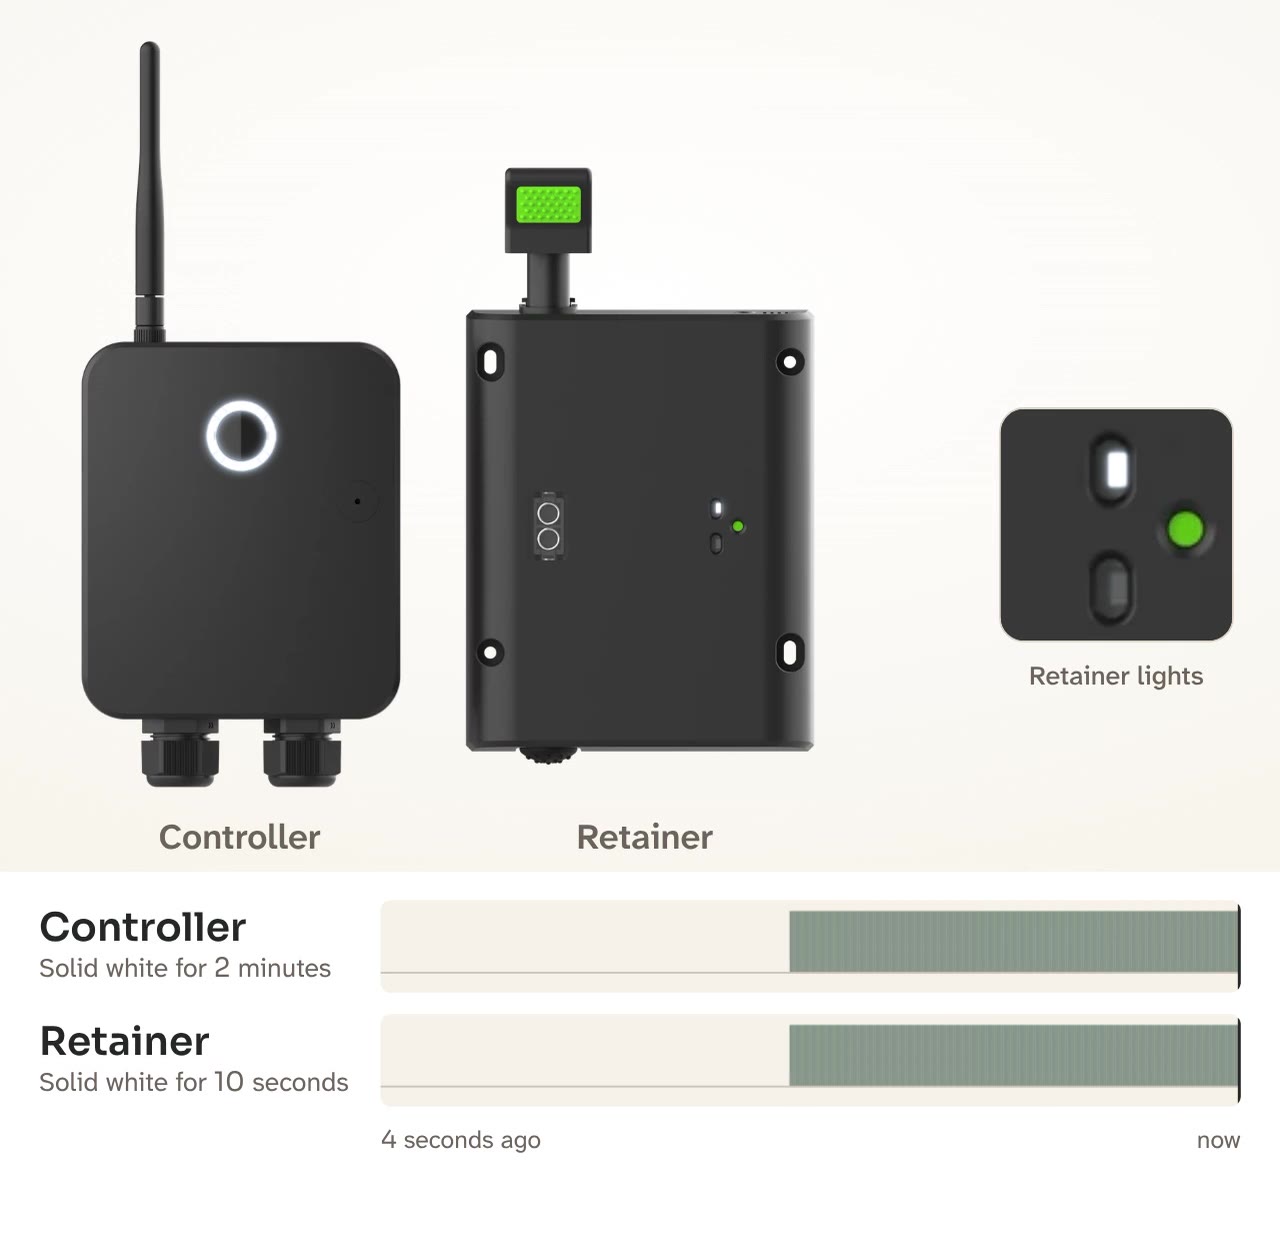 Retainer lights
Controller
Retainer
Controller
Solid white for 2 minutes
Retainer
Solid white for 10 seconds
4 seconds ago
now